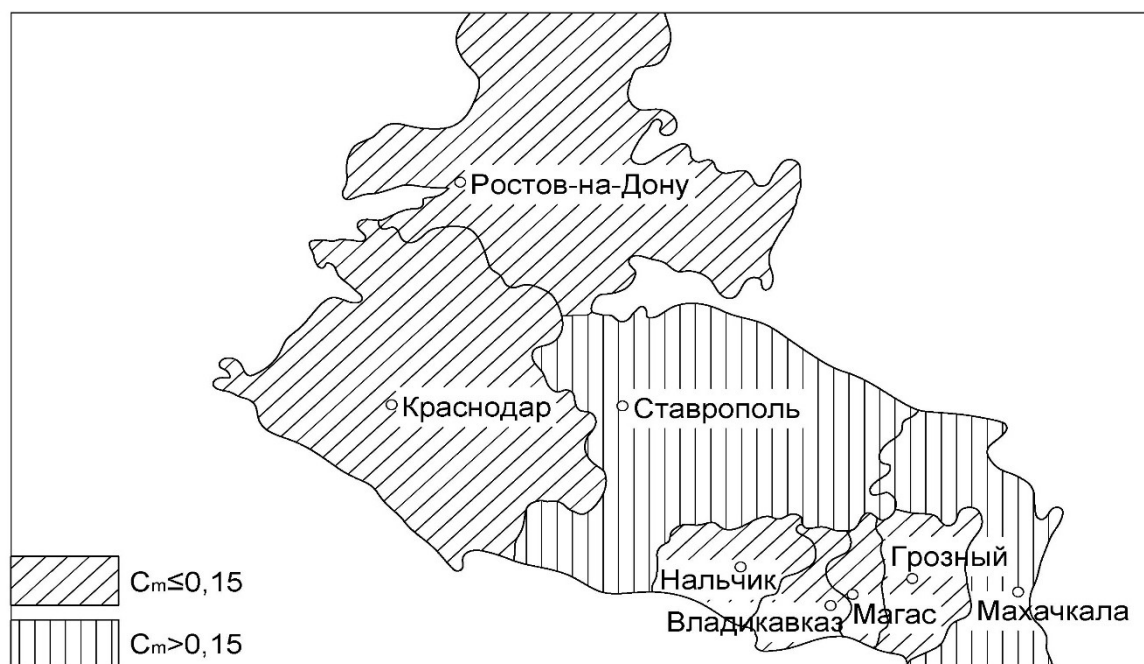 Ростов-на-Дону
Краснодар
Ставрополь
Грозный
Нальчик
Владикавказ
Магас
Махачкала
Cm≤0,15
Cm>0,15